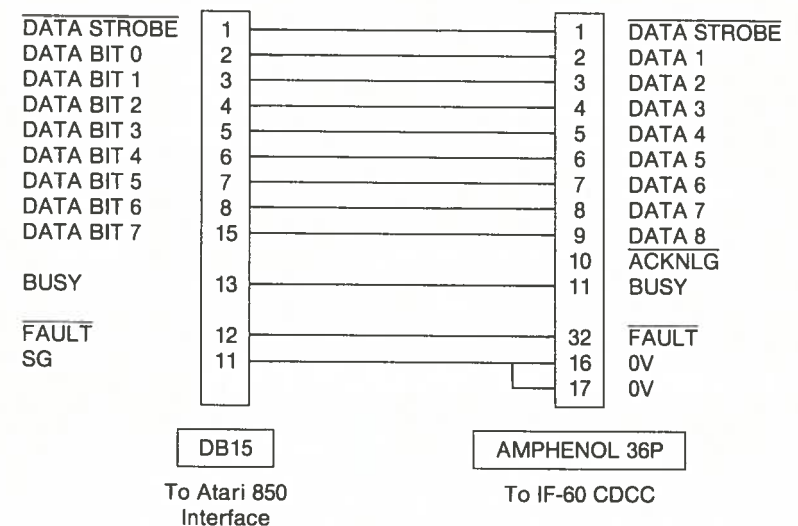 DATA STROBE 1 1 DATA STROBE
DATA BIT 0 2 2 DATA 1
DATA BIT 1 3 3 DATA 2
DATA BIT 2 4 4 DATA 3
DATA BIT 3 5 5 DATA 4
DATA BIT 4 6 6 DATA 5
DATA BIT 5 7 7 DATA 6
DATA BIT 6 8 8 DATA 7
DATA BIT 7 15 9 DATA 8
10 ACKNLG
BUSY 13 11 BUSY
FAULT 12 32 FAULT
SG 11 16 0V
17 0V
DB15 AMPHENOL 36P
To Atari 850 To IF-60 CDCC
Interface